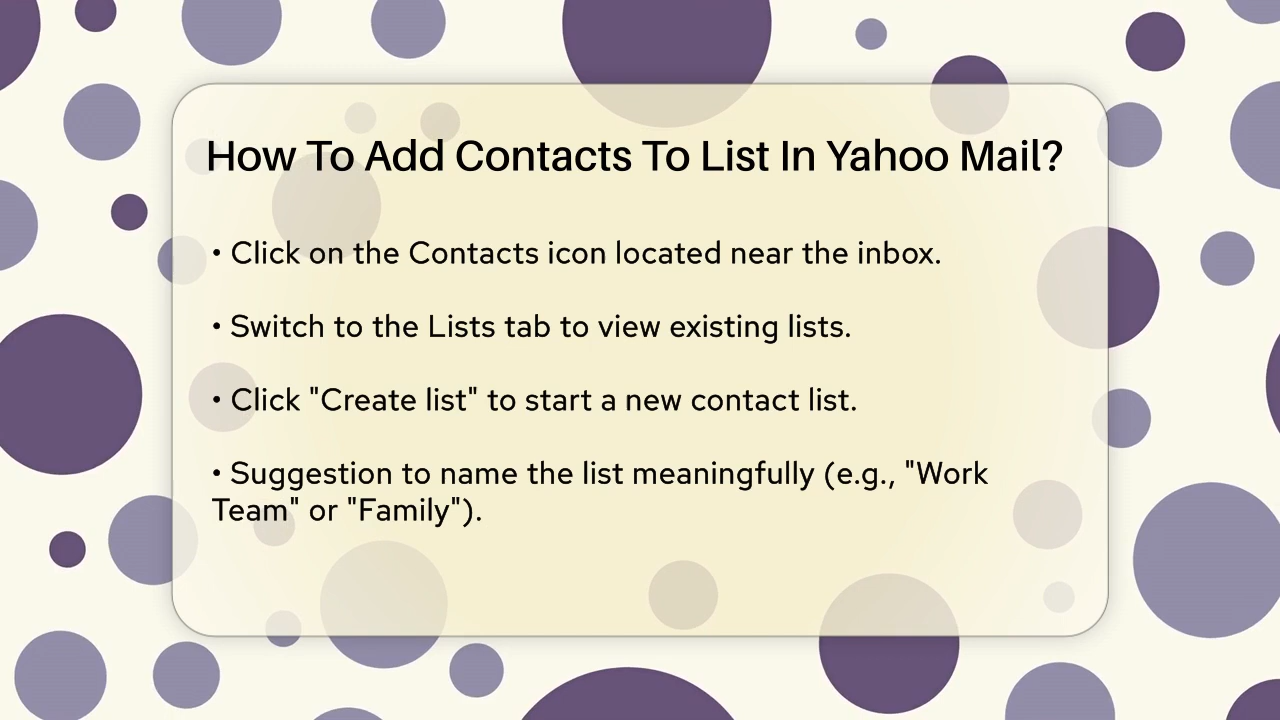 How To Add Contacts To List In Yahoo Mail?
• Click on the Contacts icon located near the inbox.
• Switch to the Lists tab to view existing lists.
• Click "Create list" to start a new contact list.
• Suggestion to name the list meaningfully (e.g., "Work
Team" or "Family").